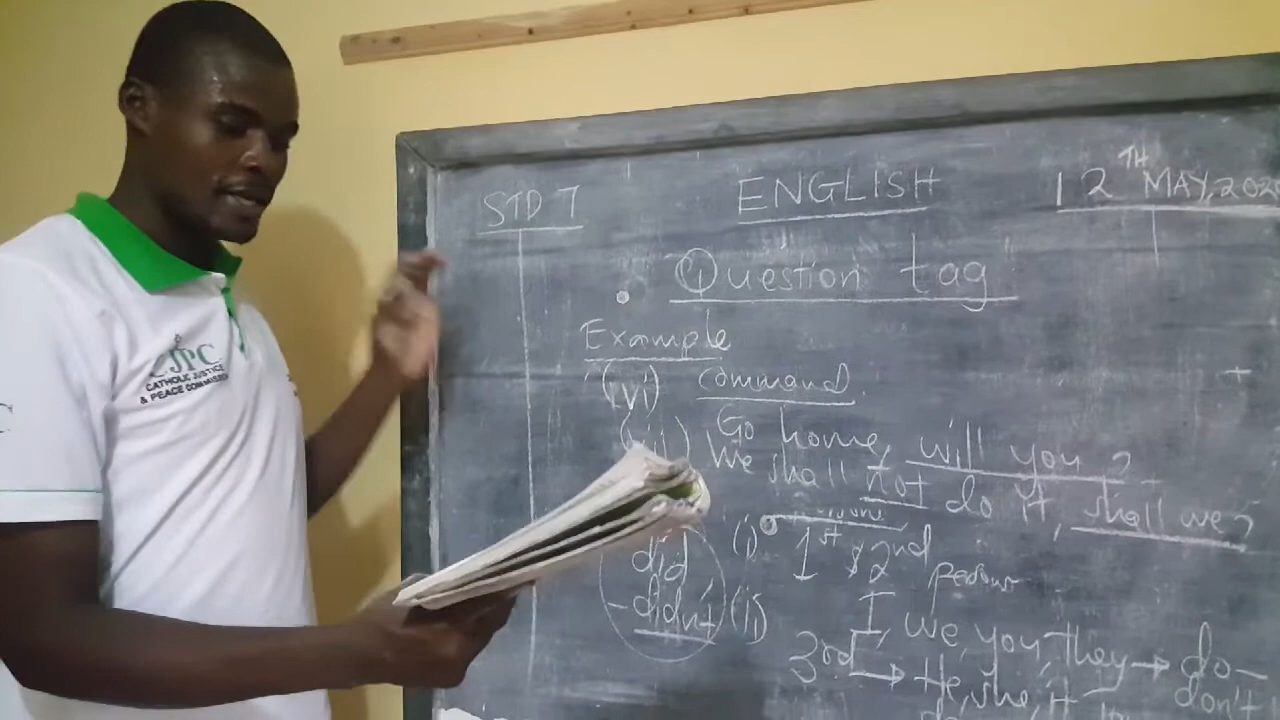 CJPC
CATHOLIC JUSTICE
& PEACE COMMISSION
C
STD 7
ENGLISH
12TH MAY, 202
Question tag
Example
(vi) command
Go home, will you?
We shall not do it, shall we?
did
(i) 1st & 2nd persons
- didn't (ii)
I, we, you, they → do -
don't
3rd → He, she, it